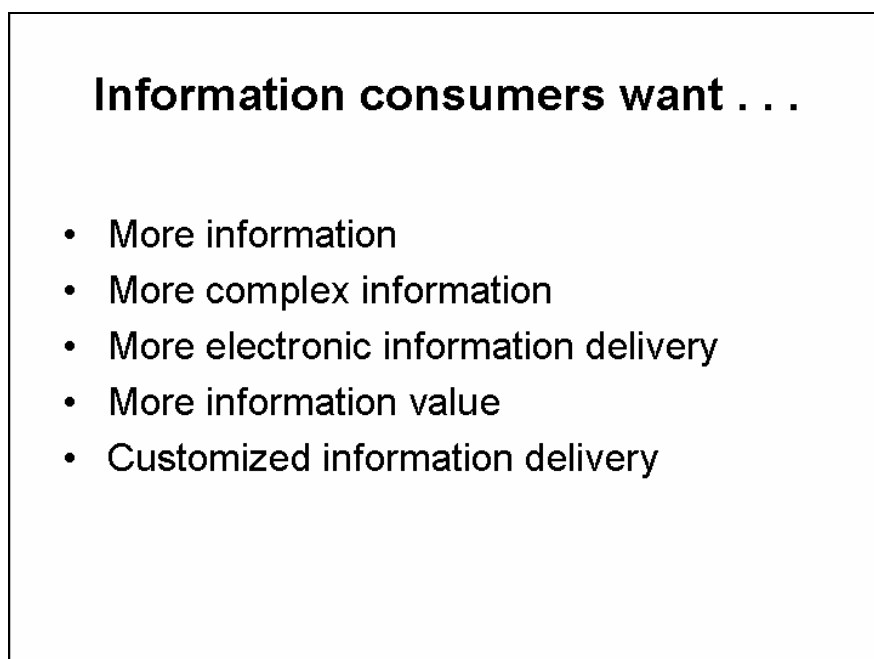 Information consumers want . . .
• More information
• More complex information
• More electronic information delivery
• More information value
• Customized information delivery